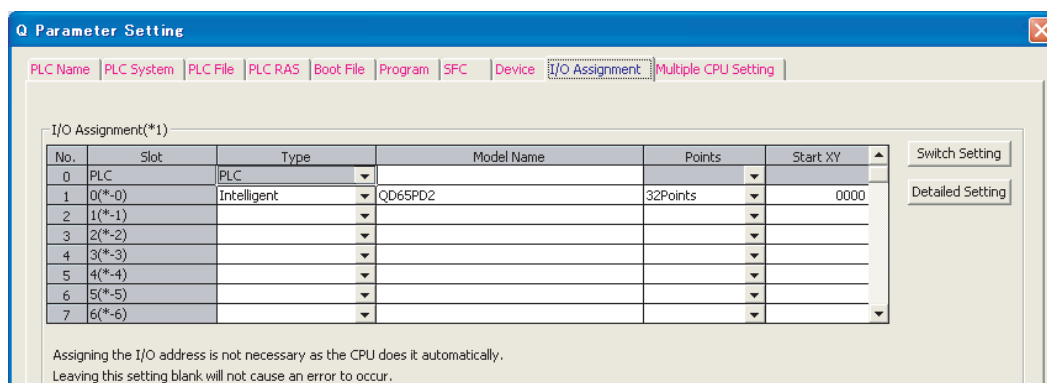 Q Parameter Setting
PLC Name PLC System PLC File PLC RAS Boot File Program SFC Device I/O Assignment Multiple CPU Setting
I/O Assignment(*1)
No. Slot Type Model Name Points Start XY
0 PLC PLC
1 0(*-0) Intelligent QD65PD2 32Points 0000
2 1(*-1)
3 2(*-2)
4 3(*-3)
5 4(*-4)
6 5(*-5)
7 6(*-6)
Switch Setting
Detailed Setting
Assigning the I/O address is not necessary as the CPU does it automatically.
Leaving this setting blank will not cause an error to occur.